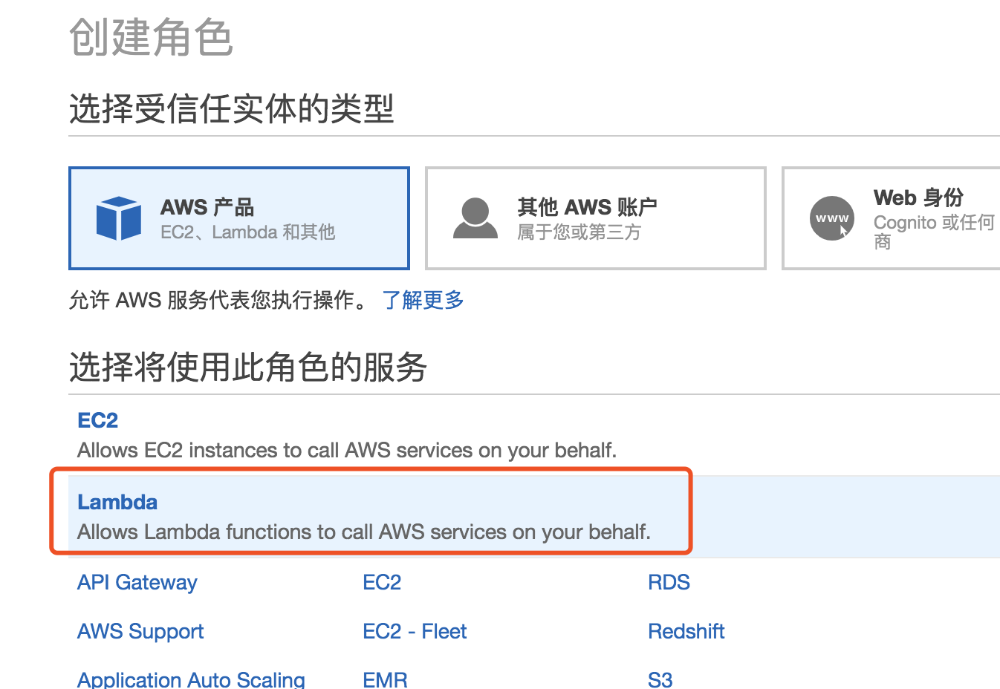 创建角色
选择受信任实体的类型
AWS 产品
EC2、Lambda 和其他
其他 AWS 账户
属于您或第三方
Web 身份
Cognito 或任何
商
www
允许 AWS 服务代表您执行操作。 了解更多
选择将使用此角色的服务
EC2
Allows EC2 instances to call AWS services on your behalf.
Lambda
Allows Lambda functions to call AWS services on your behalf.
API Gateway EC2 RDS
AWS Support EC2 - Fleet Redshift
Application Auto Scaling EMR S3